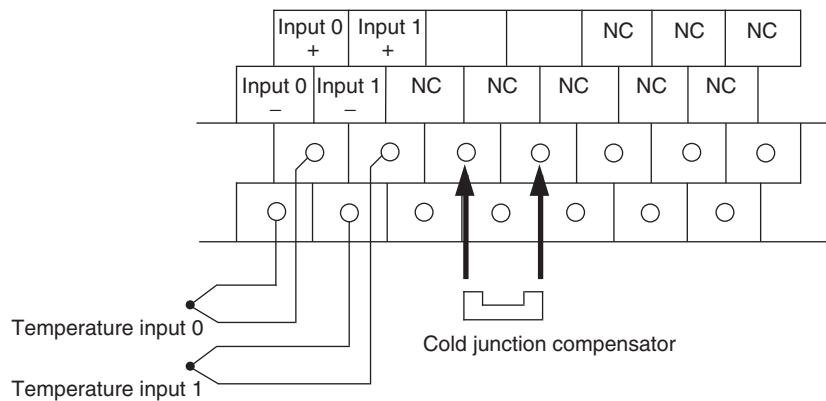 Input 0 Input 1 NC NC NC
+ +
Input 0 Input 1 NC NC NC NC NC
– –
Temperature input 0
Cold junction compensator
Temperature input 1